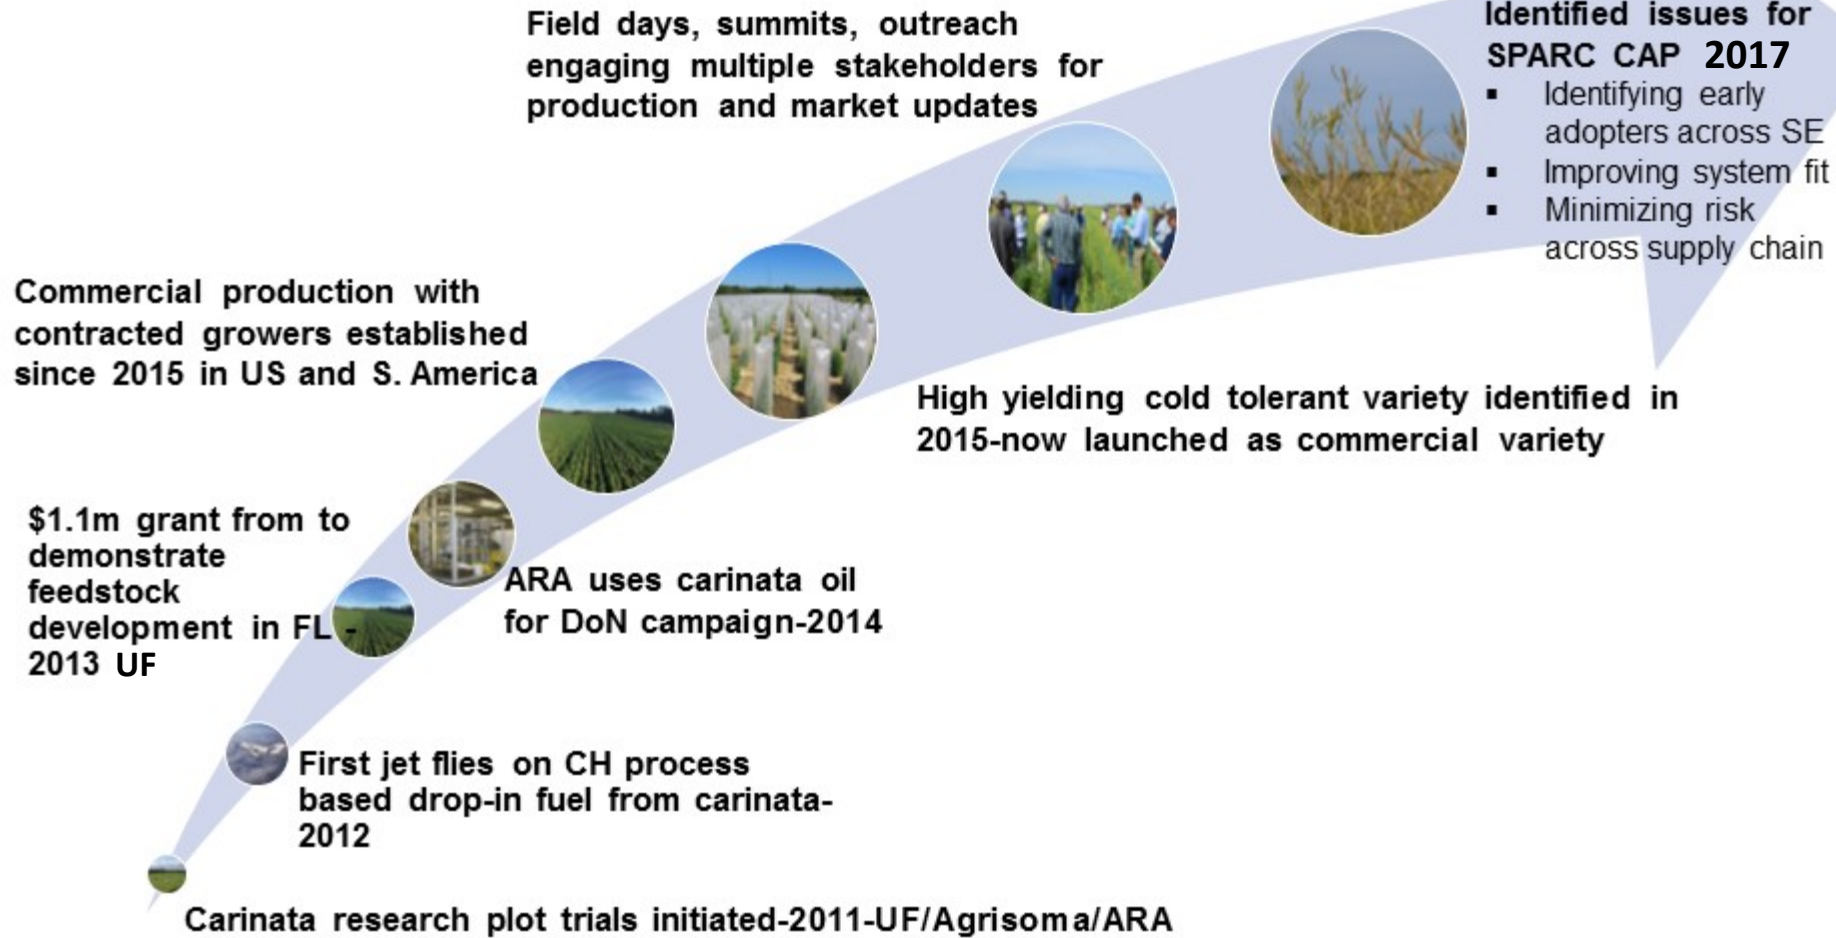 Field days, summits, outreach
engaging multiple stakeholders for
production and market updates
Identified issues for
SPARC CAP 2017
▪ Identifying early
adopters across SE
▪ Improving system fit
▪ Minimizing risk
across supply chain
Commercial production with
contracted growers established
since 2015 in US and S. America
High yielding cold tolerant variety identified in
2015-now launched as commercial variety
$1.1m grant from to
demonstrate
feedstock
development in FL -
2013 UF
ARA uses carinata oil
for DoN campaign-2014
First jet flies on CH process
based drop-in fuel from carinata-
2012
Carinata research plot trials initiated-2011-UF/Agrisoma/ARA